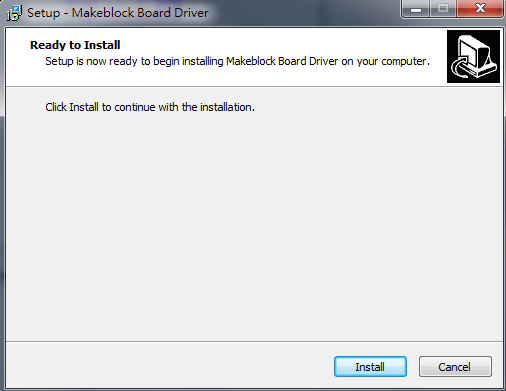 Setup - Makeblock Board Driver
Ready to Install
Setup is now ready to begin installing Makeblock Board Driver on your computer.
Click Install to continue with the installation.
Install
Cancel